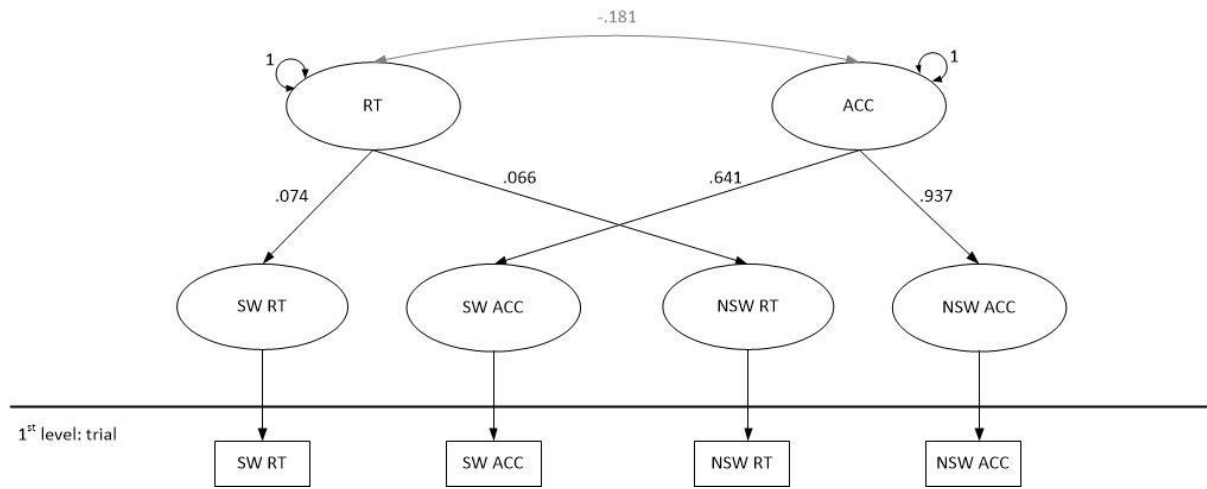 -.181
1
1
RT
ACC
.074
.066
.641
.937
SW RT
SW ACC
NSW RT
NSW ACC
1st level: trial
SW RT
SW ACC
NSW RT
NSW ACC